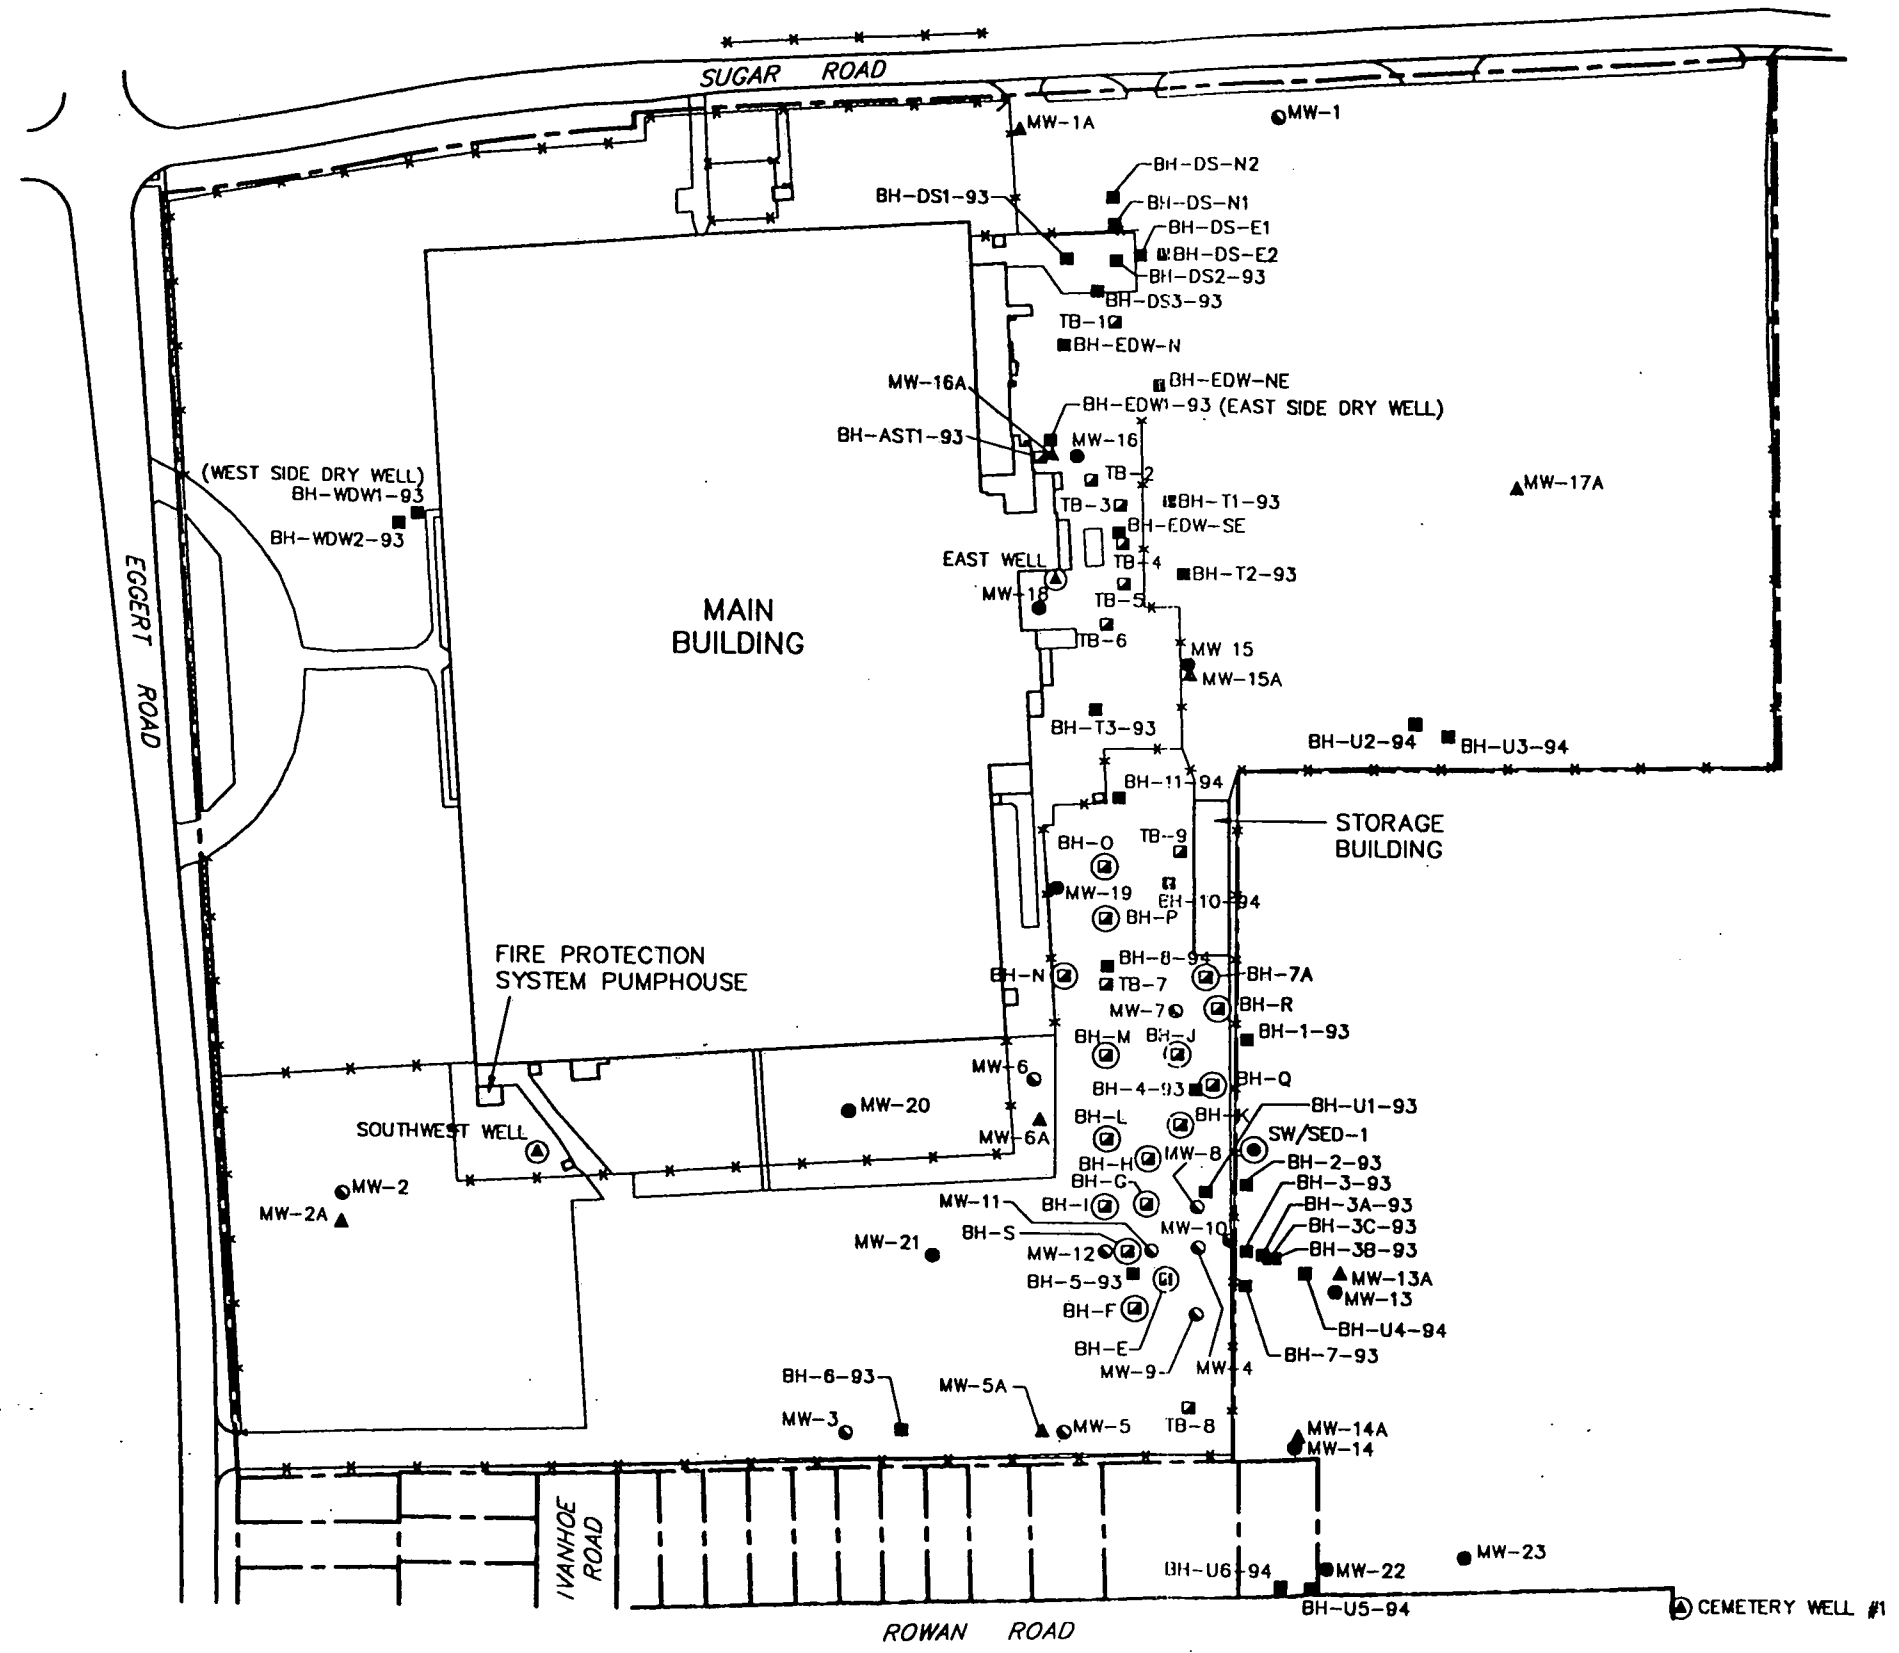 SUGAR ROAD
MW-1
MW-1A
BH-DS-N2
BH-DS1-93
BH-DS-N1
BH-DS-E1
BH-DS-E2
BH-DS2-93
BH-DS3-93
TB-1
BH-EDW-N
MW-16A
BH-EDW-NE
BH-EDW1-93 (EAST SIDE DRY WELL)
BH-AST1-93
MW-16
(WEST SIDE DRY WELL)
BH-WDW1-93
TB-2
MW-17A
TB-3
BH-T1-93
BH-WDW2-93
BH-EDW-SE
EAST WELL
TB-4
BH-T2-93
MW-18
TB-5
EGGERT ROAD
MAIN
BUILDING
TB-6
MW 15
MW-15A
BH-T3-93
BH-U2-94
BH-U3-94
BH-11-94
STORAGE
BUILDING
BH-O
TB-9
MW-19
BH-10-94
BH-P
FIRE PROTECTION
SYSTEM PUMPHOUSE
BH-8-94
BH-N
BH-7A
TB-7
MW-7
BH-R
BH-1-93
BH-M
BH-J
MW-6
BH-4-93
BH-Q
MW-20
BH-U1-93
BH-L
BH-K
SOUTHWEST WELL
MW-6A
SW/SED-1
BH-H
MW-8
BH-2-93
BH-G
BH-3-93
MW-2
MW-11
BH-I
BH-3A-93
MW-2A
MW-10
BH-3C-93
BH-S
MW-21
MW-12
BH-3B-93
BH-5-93
MW-13A
MW-13
BH-F
BH-U4-94
BH-E
BH-7-93
MW-9
MW-4
BH-6-93
MW-5A
MW-3
MW-5
TB-8
MW-14A
MW-14
IVANHOE
ROAD
MW-23
BH-U6-94
MW-22
BH-U5-94
CEMETERY WELL #1
ROWAN ROAD